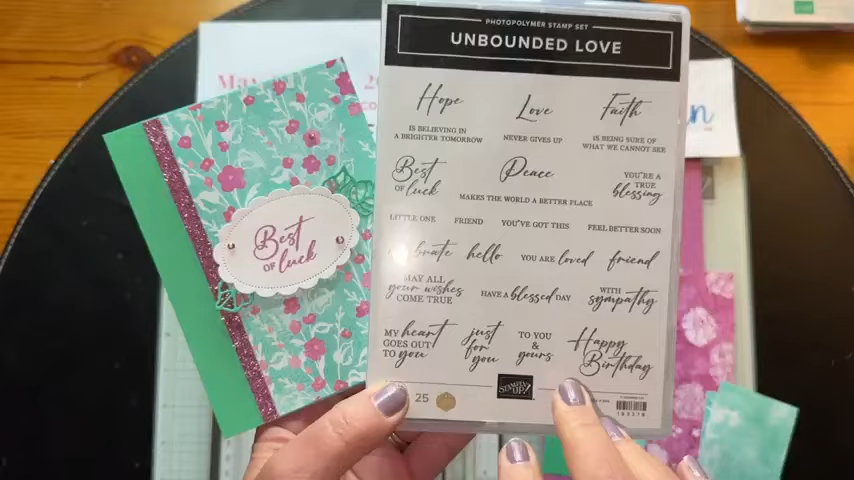 PHOTOPOLYMER STAMP SET
UNBOUNDED LOVE
Hope
IS BELIEVING IN
A BRIGHTER TOMORROW
Love
NEVER GIVES UP
Faith
IS BEING SURE OF
WHAT WE CANNOT SEE
Best
OF luck
Peace
MAKES THE WORLD A BETTER PLACE
YOU'RE A
TRUE
blessing
LITTLE ONE
FRIEND
YOU'VE GOT THIS
FEEL BETTER SOON
brate
hello
YOU ARE loved
friend
MAY ALL
your wishes
COME TRUE
HAVE A blessed DAY
WITH
sympathy
MY heart
GOES OUT
TO you
just
for
you
TO YOU
&
yours
Happy
Birthday
25
STAMPIN' UP!
Best
OF luck
May